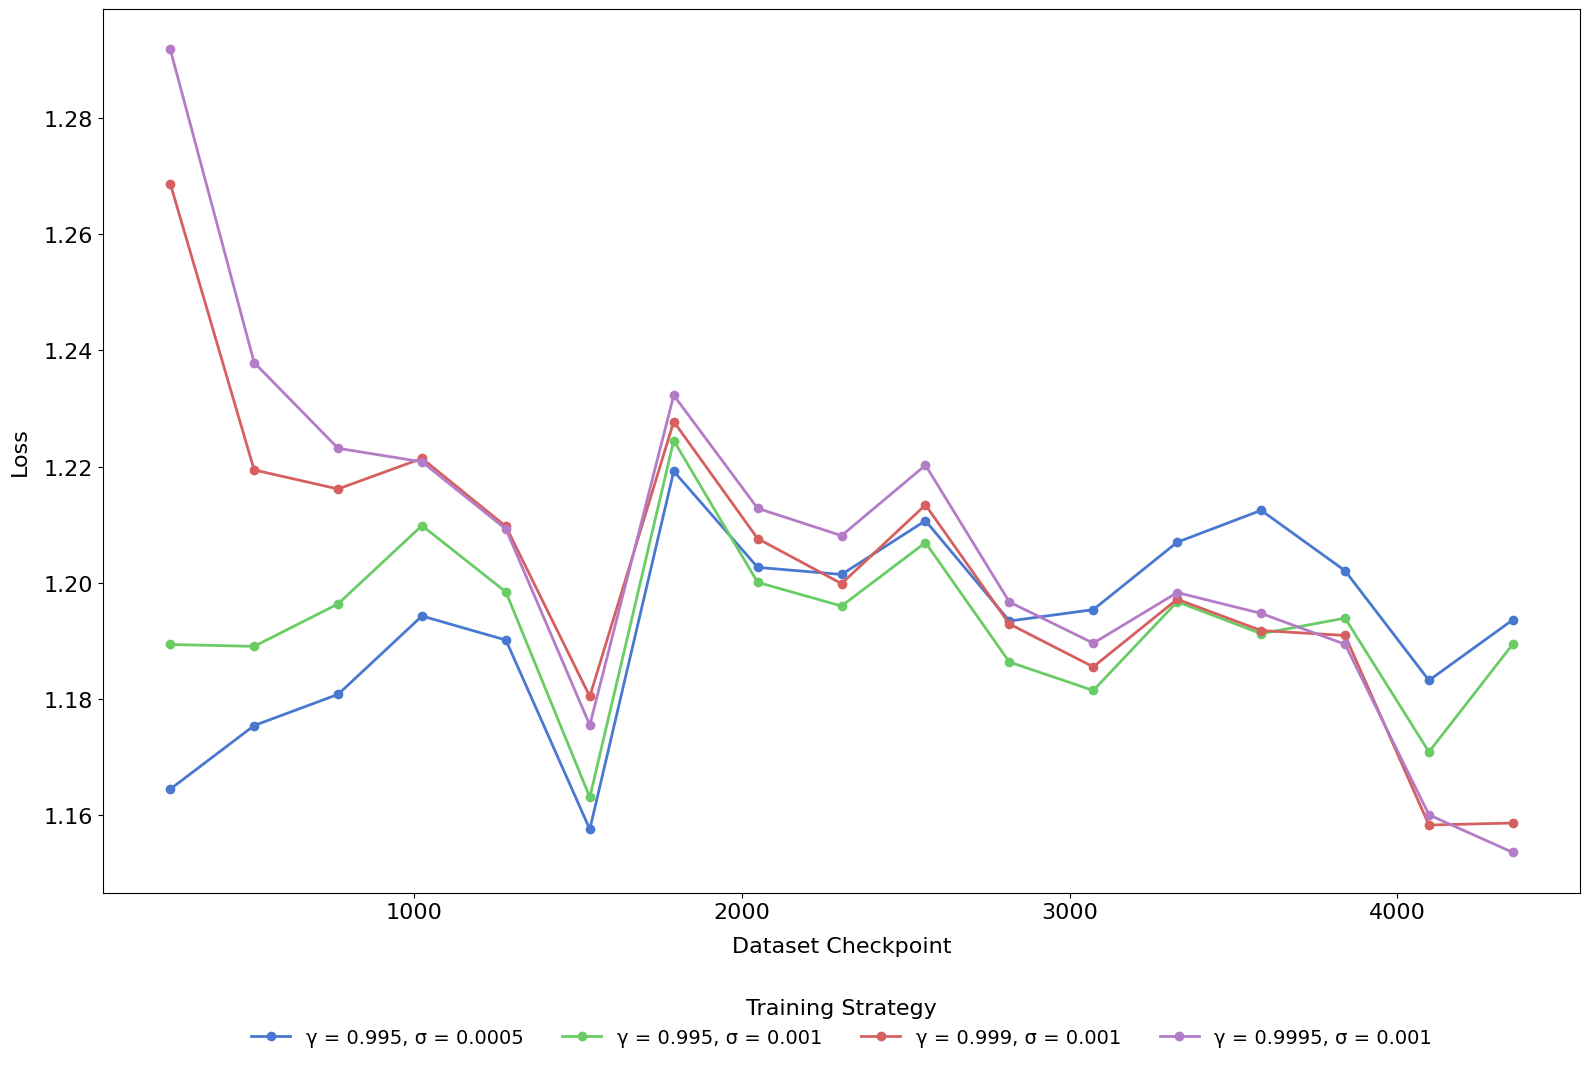 1.28
1.26
1.24
1.22
1.20
1.18
1.16
Loss
1000 2000 3000 4000
Dataset Checkpoint
Training Strategy
γ = 0.995, σ = 0.0005 γ = 0.995, σ = 0.001 γ = 0.999, σ = 0.001 γ = 0.9995, σ = 0.001